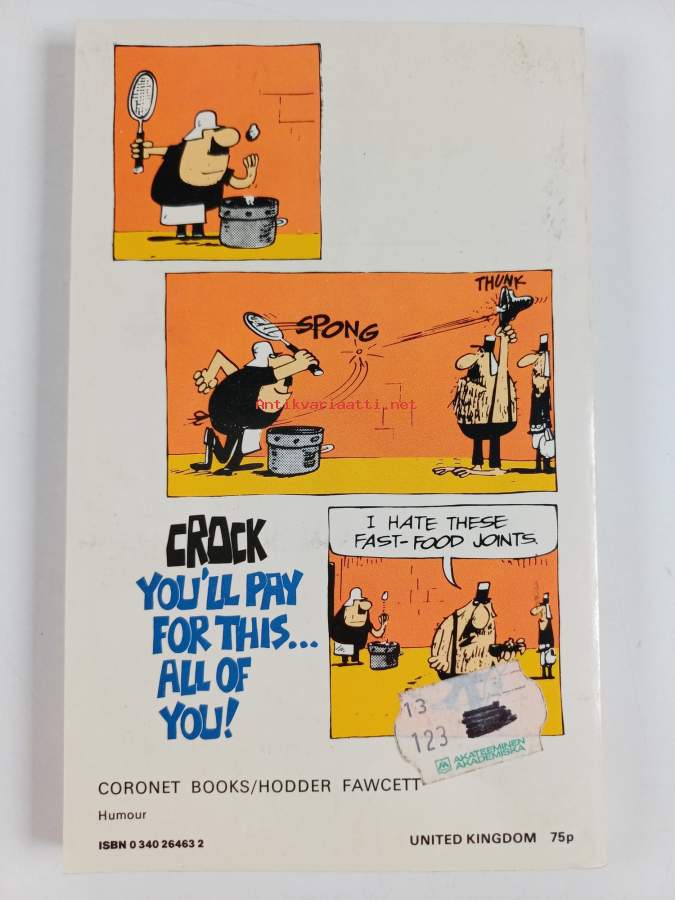 THUNK
SPONG
Antikvariaatti.net
CROCK
YOU'LL PAY
FOR THIS...
ALL OF
YOU!
I HATE THESE
FAST-FOOD JOINTS.
13
123
AKATEEMINEN
AKADEMISKA
CORONET BOOKS/HODDER FAWCETT
Humour
ISBN 0 340 26463 2
UNITED KINGDOM 75p